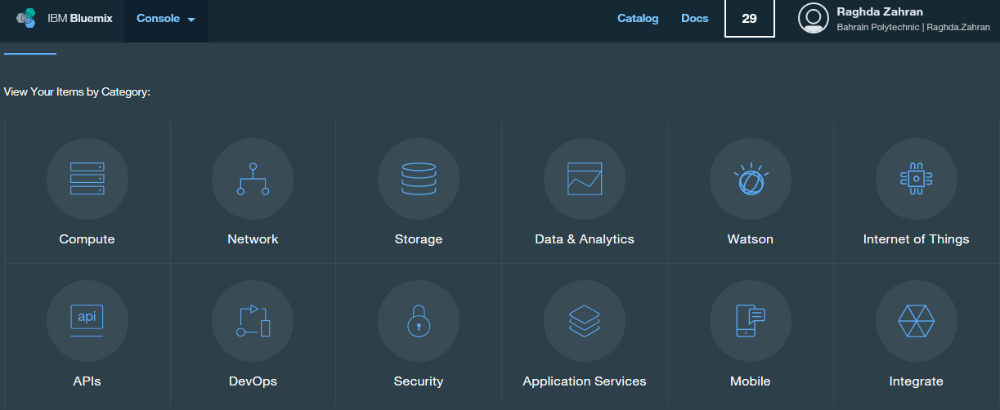 IBM Bluemix
Console
Catalog
Docs
29
Raghda Zahran
Bahrain Polytechnic | Raghda.Zahran
View Your Items by Category:
Compute
Network
Storage
Data & Analytics
Watson
Internet of Things
api
APIs
DevOps
Security
Application Services
Mobile
Integrate